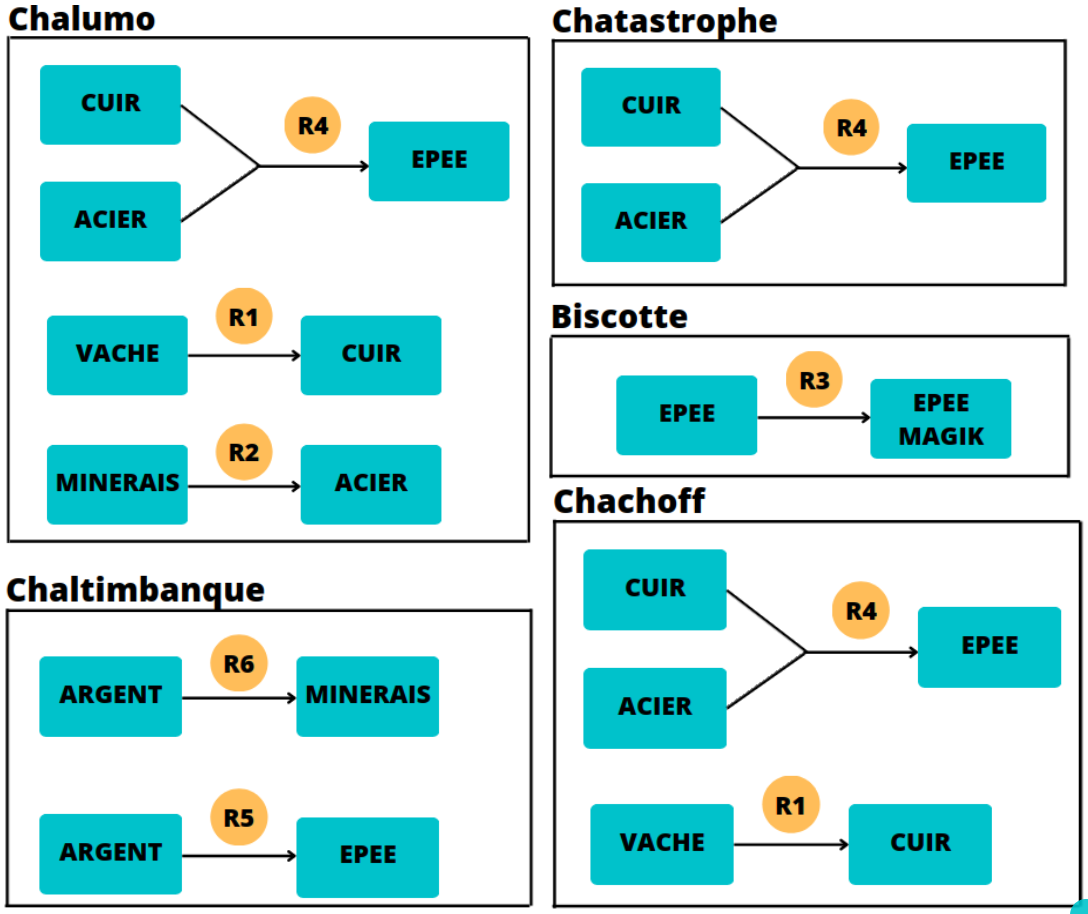 Chalumo
CUIR
R4
EPEE
ACIER
R1
VACHE
CUIR
R2
MINERAIS
ACIER
Chaltimbanque
R6
ARGENT
MINERAIS
R5
ARGENT
EPEE
Chatastrophe
CUIR
R4
EPEE
ACIER
Biscotte
R3
EPEE
EPEE
MAGIK
Chachoff
CUIR
R4
EPEE
ACIER
R1
VACHE
CUIR